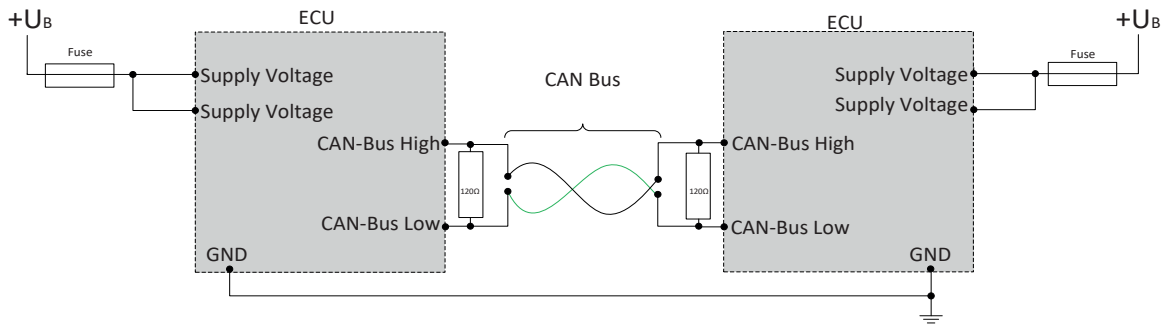 +UB
ECU
ECU
+UB
Fuse
Fuse
Supply Voltage
Supply Voltage
CAN Bus
Supply Voltage
Supply Voltage
CAN-Bus High
CAN-Bus High
120Ω
120Ω
CAN-Bus Low
CAN-Bus Low
GND
GND